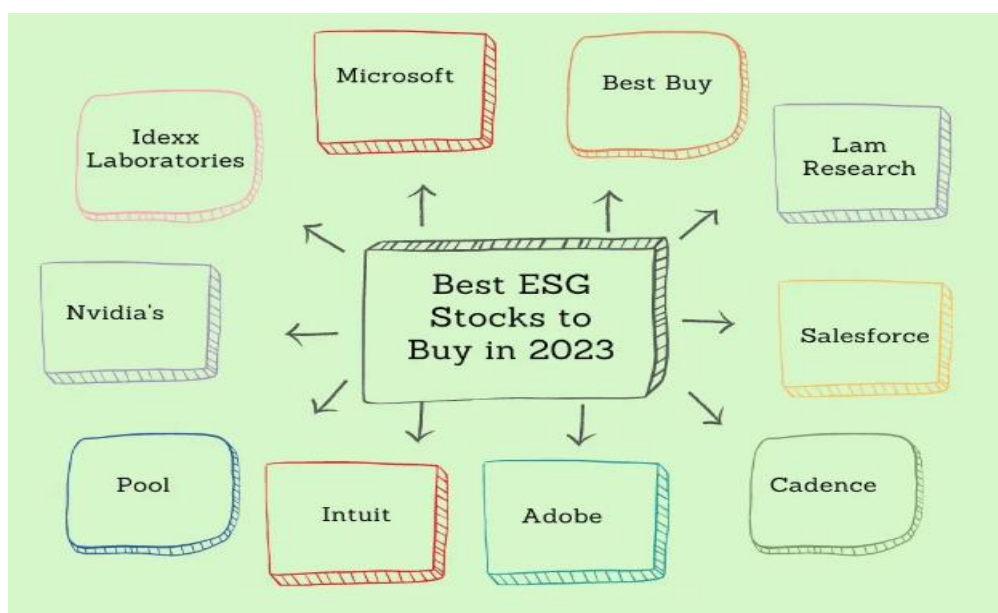 Microsoft
Best Buy
Idexx
Laboratories
Lam
Research
Best ESG
Stocks to
Buy in 2023
Nvidia's
Salesforce
Pool
Intuit
Adobe
Cadence